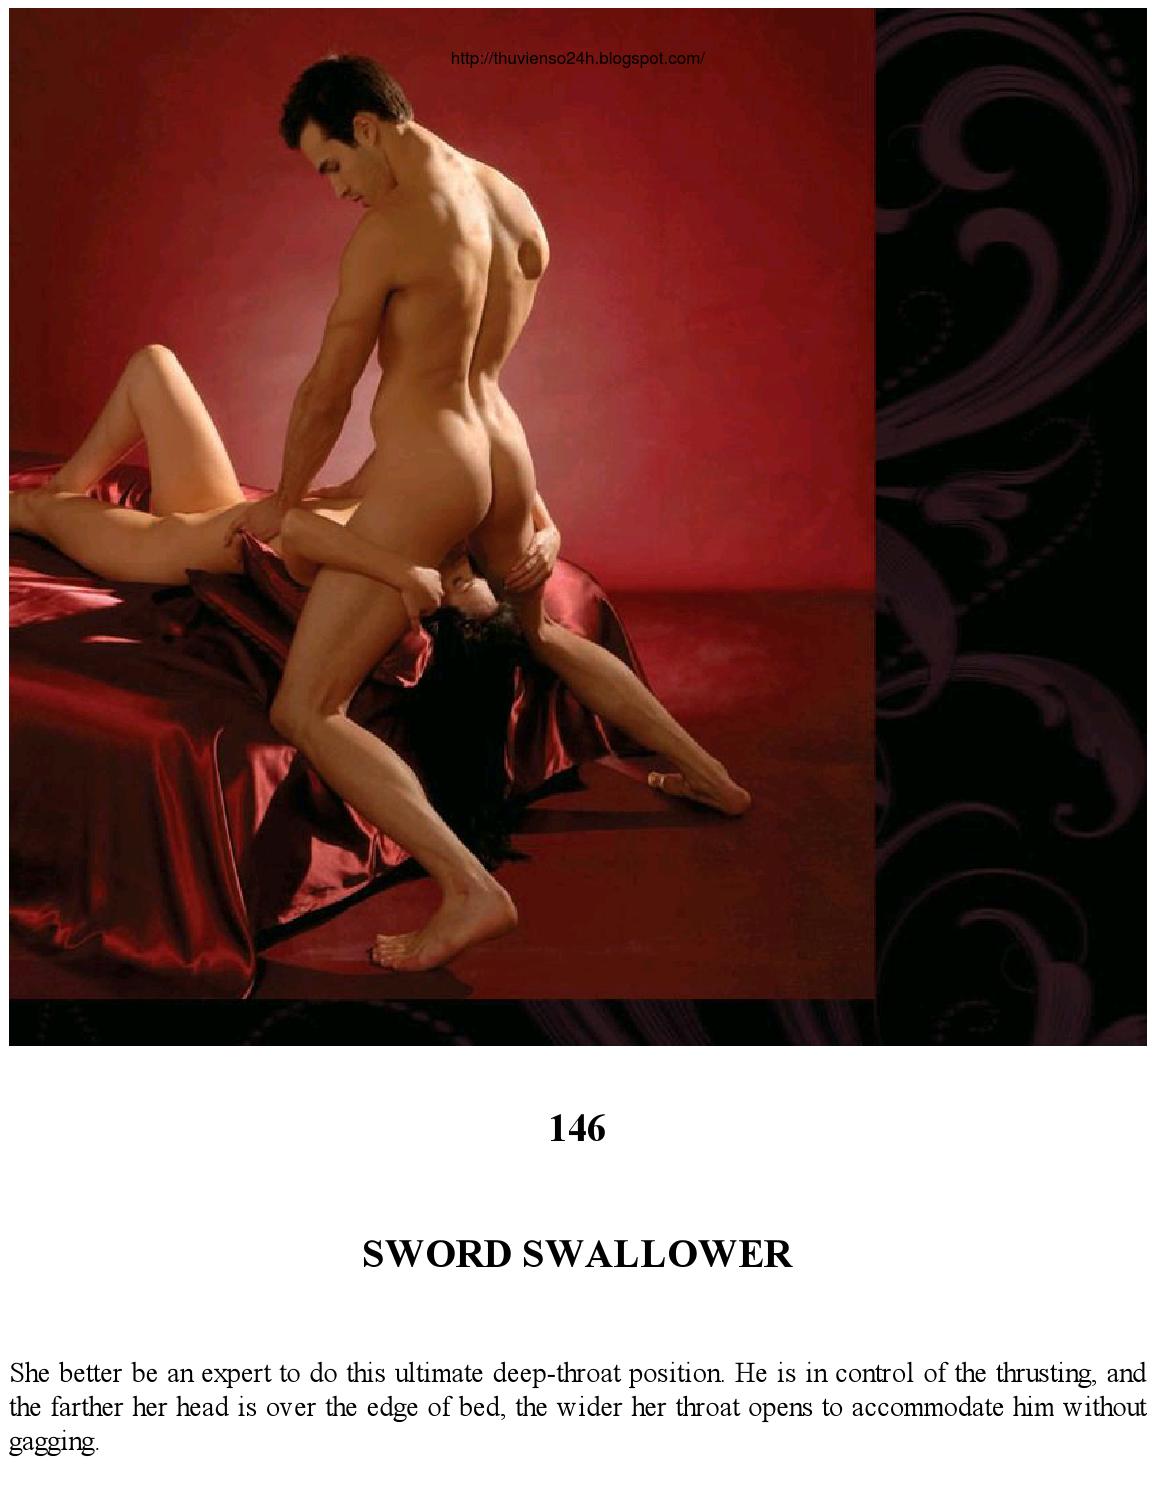 http://thuvienso24h.blogspot.com/
146
SWORD SWALLOWER
She better be an expert to do this ultimate deep-throat position. He is in control of the thrusting, and
the farther her head is over the edge of bed, the wider her throat opens to accommodate him without
gagging.